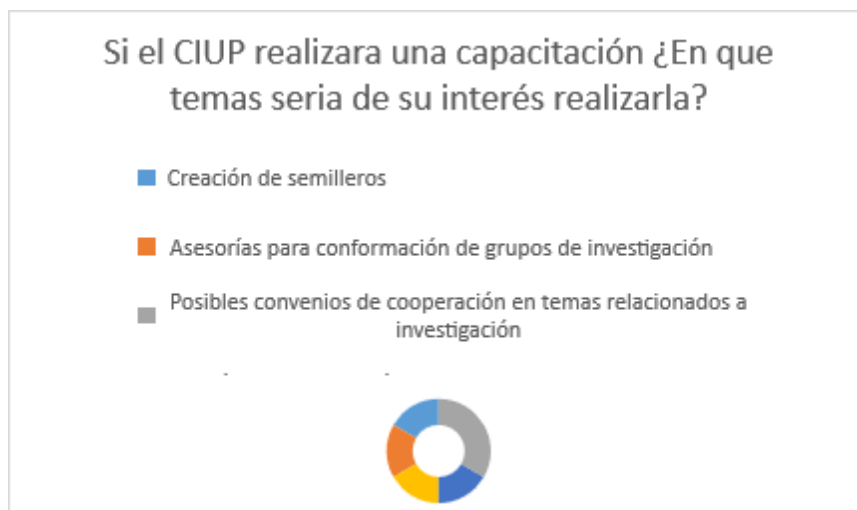 Si el CIUP realizara una capacitación ¿En que
temas seria de su interés realizarla?
Creación de semilleros
Asesorías para conformación de grupos de investigación
Posibles convenios de cooperación en temas relacionados a
investigación